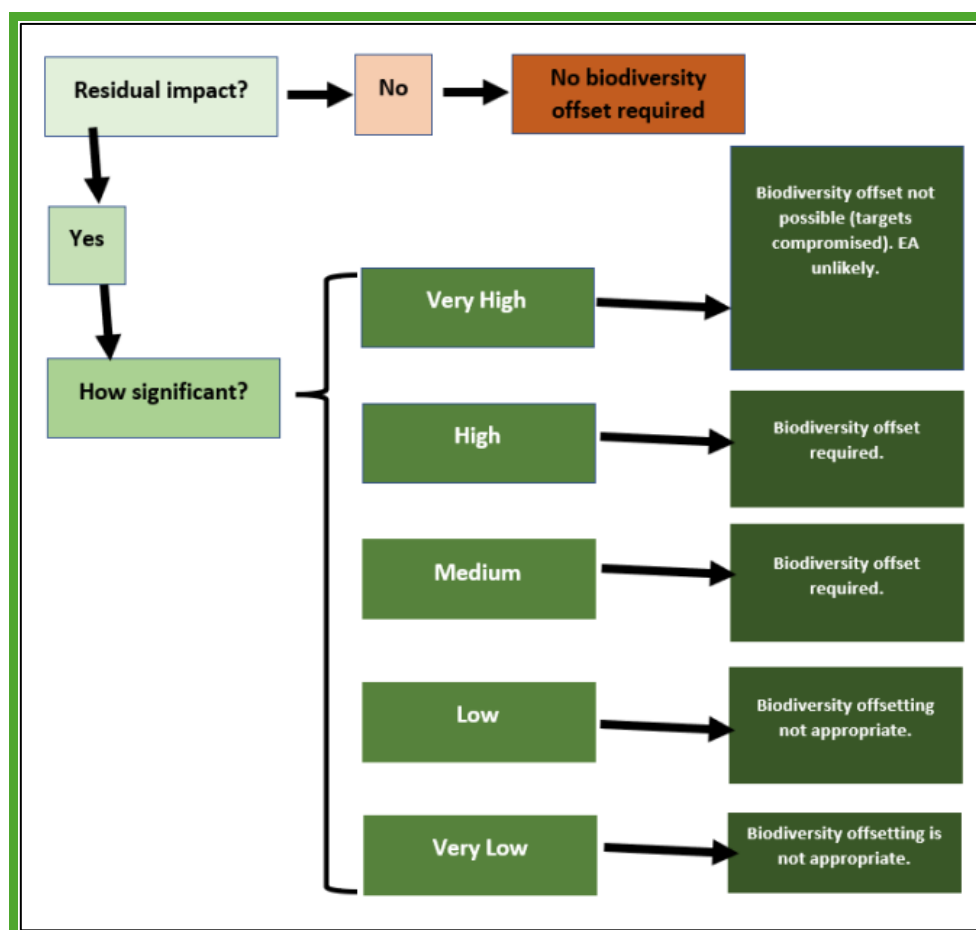 Residual impact?
No
No biodiversity
offset required
Yes
How significant?
Very High
Biodiversity offset not
possible (targets
compromised). EA
unlikely.
High
Biodiversity offset
required.
Medium
Biodiversity offset
required.
Low
Biodiversity offsetting
not appropriate.
Very Low
Biodiversity offsetting is
not appropriate.